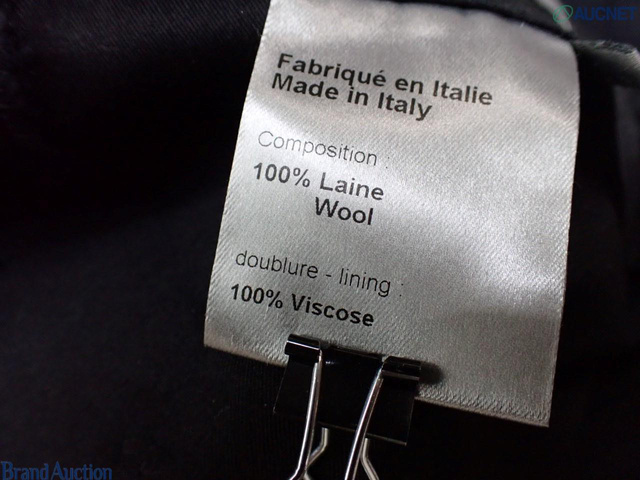 AUCNET
Fabriqué en Italie
Made in Italy
Composition :
100% Laine
Wool
doublure - lining :
100% Viscose
Brand Auction